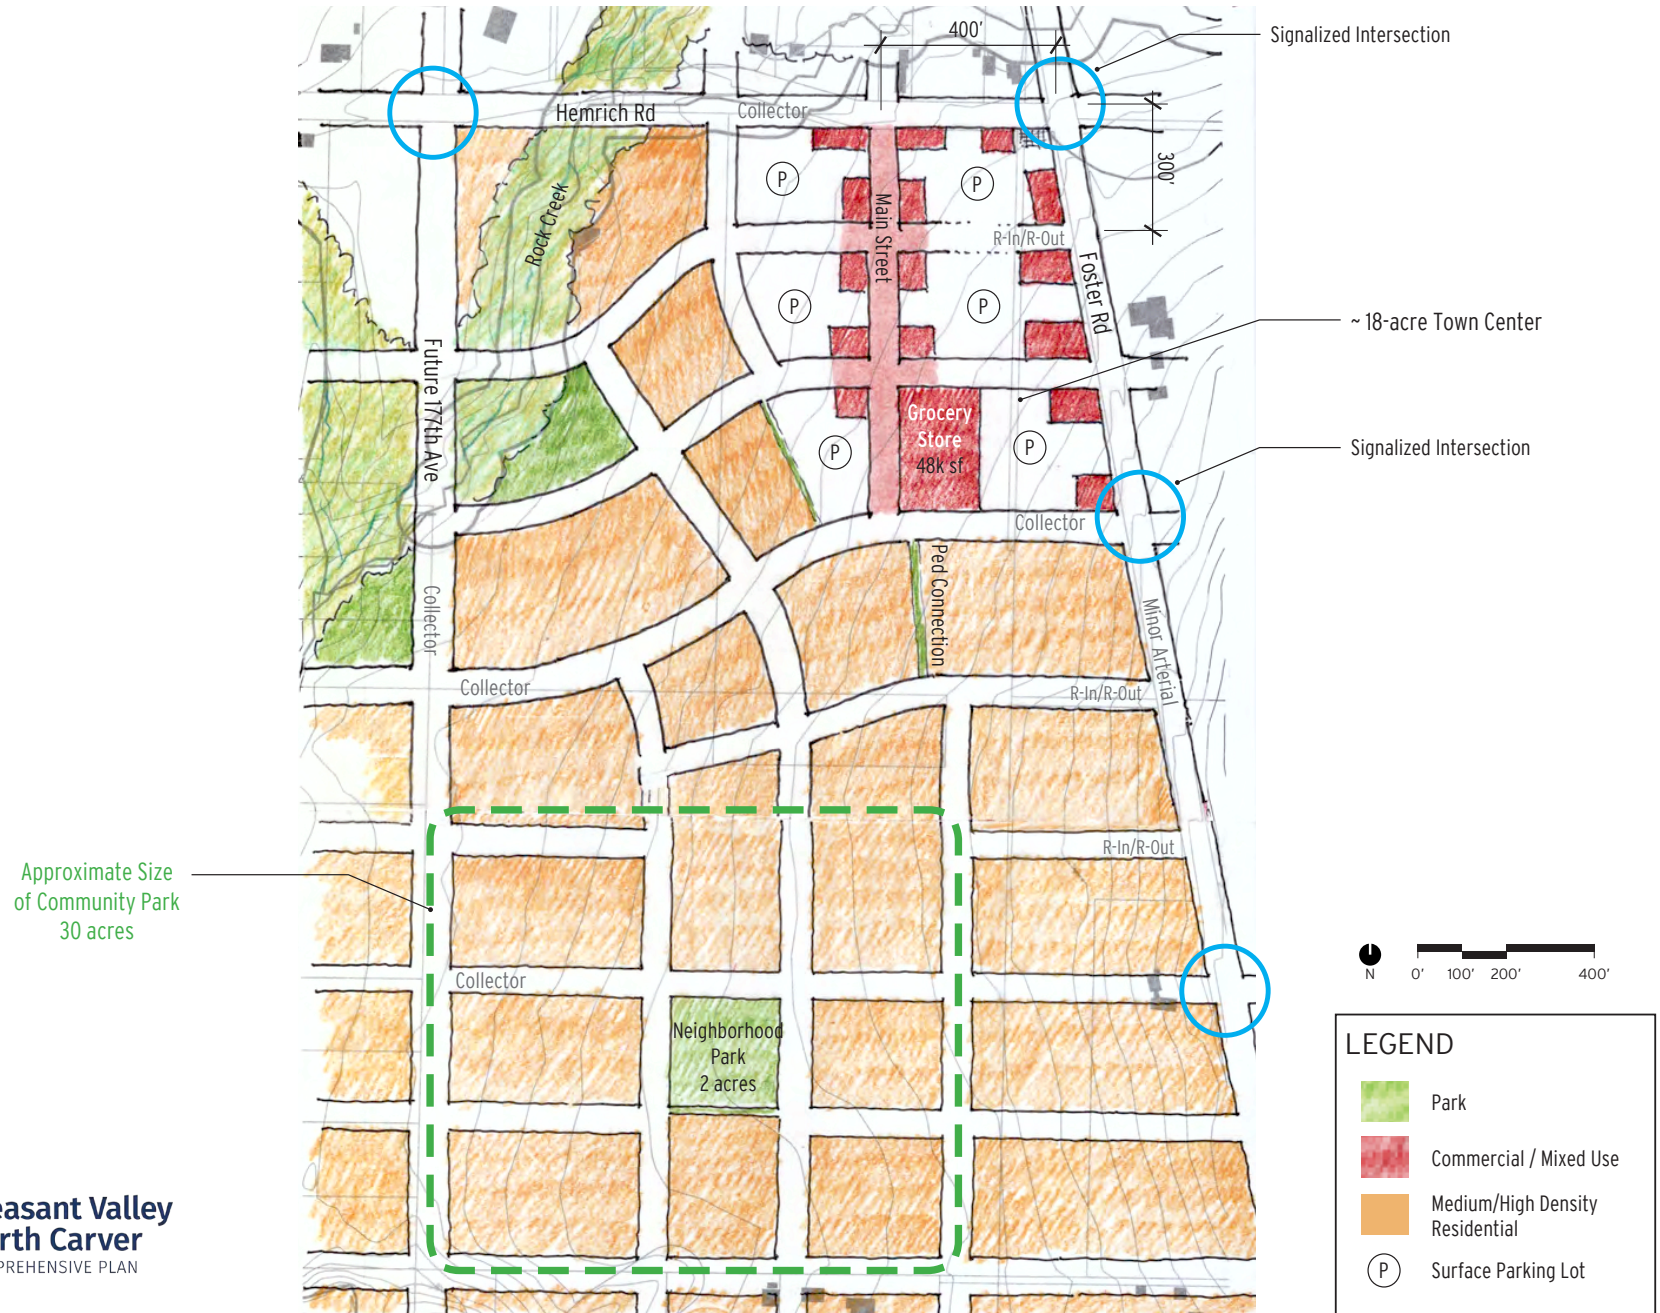 400'
Signalized Intersection
Hemrich Rd
Collector
300'
P
P
Rock Creek
Main Street
R-In/R-Out
Foster Rd
P
P
~ 18-acre Town Center
Future 177th Ave
Grocery
Store
48k sf
P
P
Signalized Intersection
Collector
Ped Connection
Collector
Minor Arterial
Collector
R-In/R-Out
R-In/R-Out
Approximate Size
of Community Park
30 acres
Collector
N
0' 100' 200' 400'
Neighborhood
Park
2 acres
LEGEND
Park
Commercial / Mixed Use
Medium/High Density
Residential
P Surface Parking Lot
easant Valley
rth Carver
PREHENSIVE PLAN